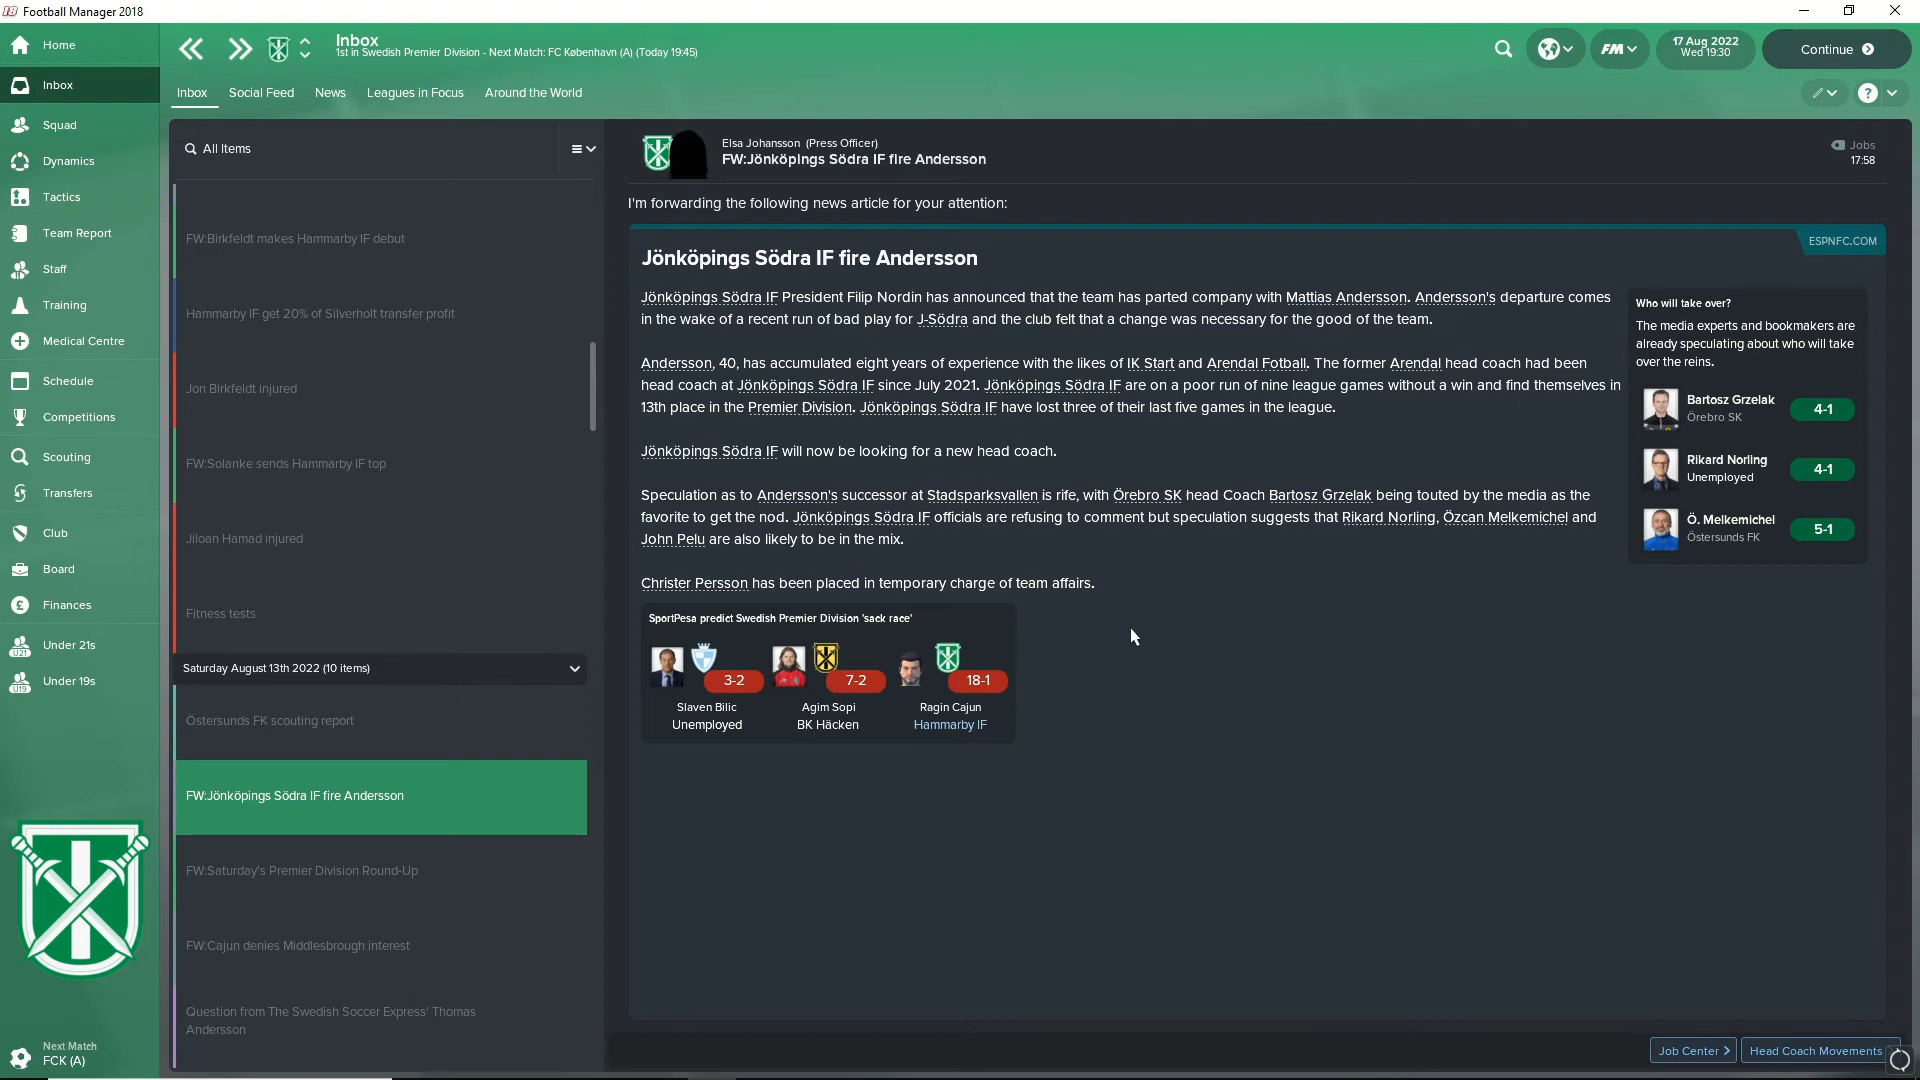 Football Manager 2018
Home
Inbox
Squad
Dynamics
Tactics
Team Report
Staff
Training
Medical Centre
Schedule
Competitions
Scouting
Transfers
Club
Board
Finances
Under 21s
Under 19s
Next Match
FCK (A)
Inbox
1st in Swedish Premier Division - Next Match: FC København (A) (Today 19:45)
FM
17 Aug 2022
Wed 19:30
Continue
Inbox Social Feed News Leagues in Focus Around the World
All Items
FW:Birkfeldt makes Hammarby IF debut
Hammarby IF get 20% of Silverholt transfer profit
Jon Birkfeldt injured
FW:Solanke sends Hammarby IF top
Jiloan Hamad injured
Fitness tests
Saturday August 13th 2022 (10 items)
Östersunds FK scouting report
FW:Jönköpings Södra IF fire Andersson
FW:Saturday's Premier Division Round-Up
FW:Cajun denies Middlesbrough interest
Question from The Swedish Soccer Express' Thomas
Andersson
Elsa Johansson (Press Officer)
FW:Jönköpings Södra IF fire Andersson
Jobs
17:58
I'm forwarding the following news article for your attention:
ESPNFC.COM
Jönköpings Södra IF fire Andersson
Jönköpings Södra IF President Filip Nordin has announced that the team has parted company with Mattias Andersson. Andersson's departure comes
in the wake of a recent run of bad play for J-Södra and the club felt that a change was necessary for the good of the team.
Andersson, 40, has accumulated eight years of experience with the likes of IK Start and Arendal Fotball. The former Arendal head coach had been
head coach at Jönköpings Södra IF since July 2021. Jönköpings Södra IF are on a poor run of nine league games without a win and find themselves in
13th place in the Premier Division. Jönköpings Södra IF have lost three of their last five games in the league.
Jönköpings Södra IF will now be looking for a new head coach.
Speculation as to Andersson's successor at Stadsparksvallen is rife, with Örebro SK head Coach Bartosz Grzelak being touted by the media as the
favorite to get the nod. Jönköpings Södra IF officials are refusing to comment but speculation suggests that Rikard Norling, Özcan Melkemichel and
John Pelu are also likely to be in the mix.
Christer Persson has been placed in temporary charge of team affairs.
Who will take over?
The media experts and bookmakers are
already speculating about who will take
over the reins.
Bartosz Grzelak
Örebro SK
4-1
Rikard Norling
Unemployed
4-1
Ö. Melkemichel
Östersunds FK
5-1
SportPesa predict Swedish Premier Division 'sack race'
3-2
Slaven Bilic
Unemployed
7-2
Agim Sopi
BK Häcken
18-1
Ragin Cajun
Hammarby IF
Job Center
Head Coach Movements